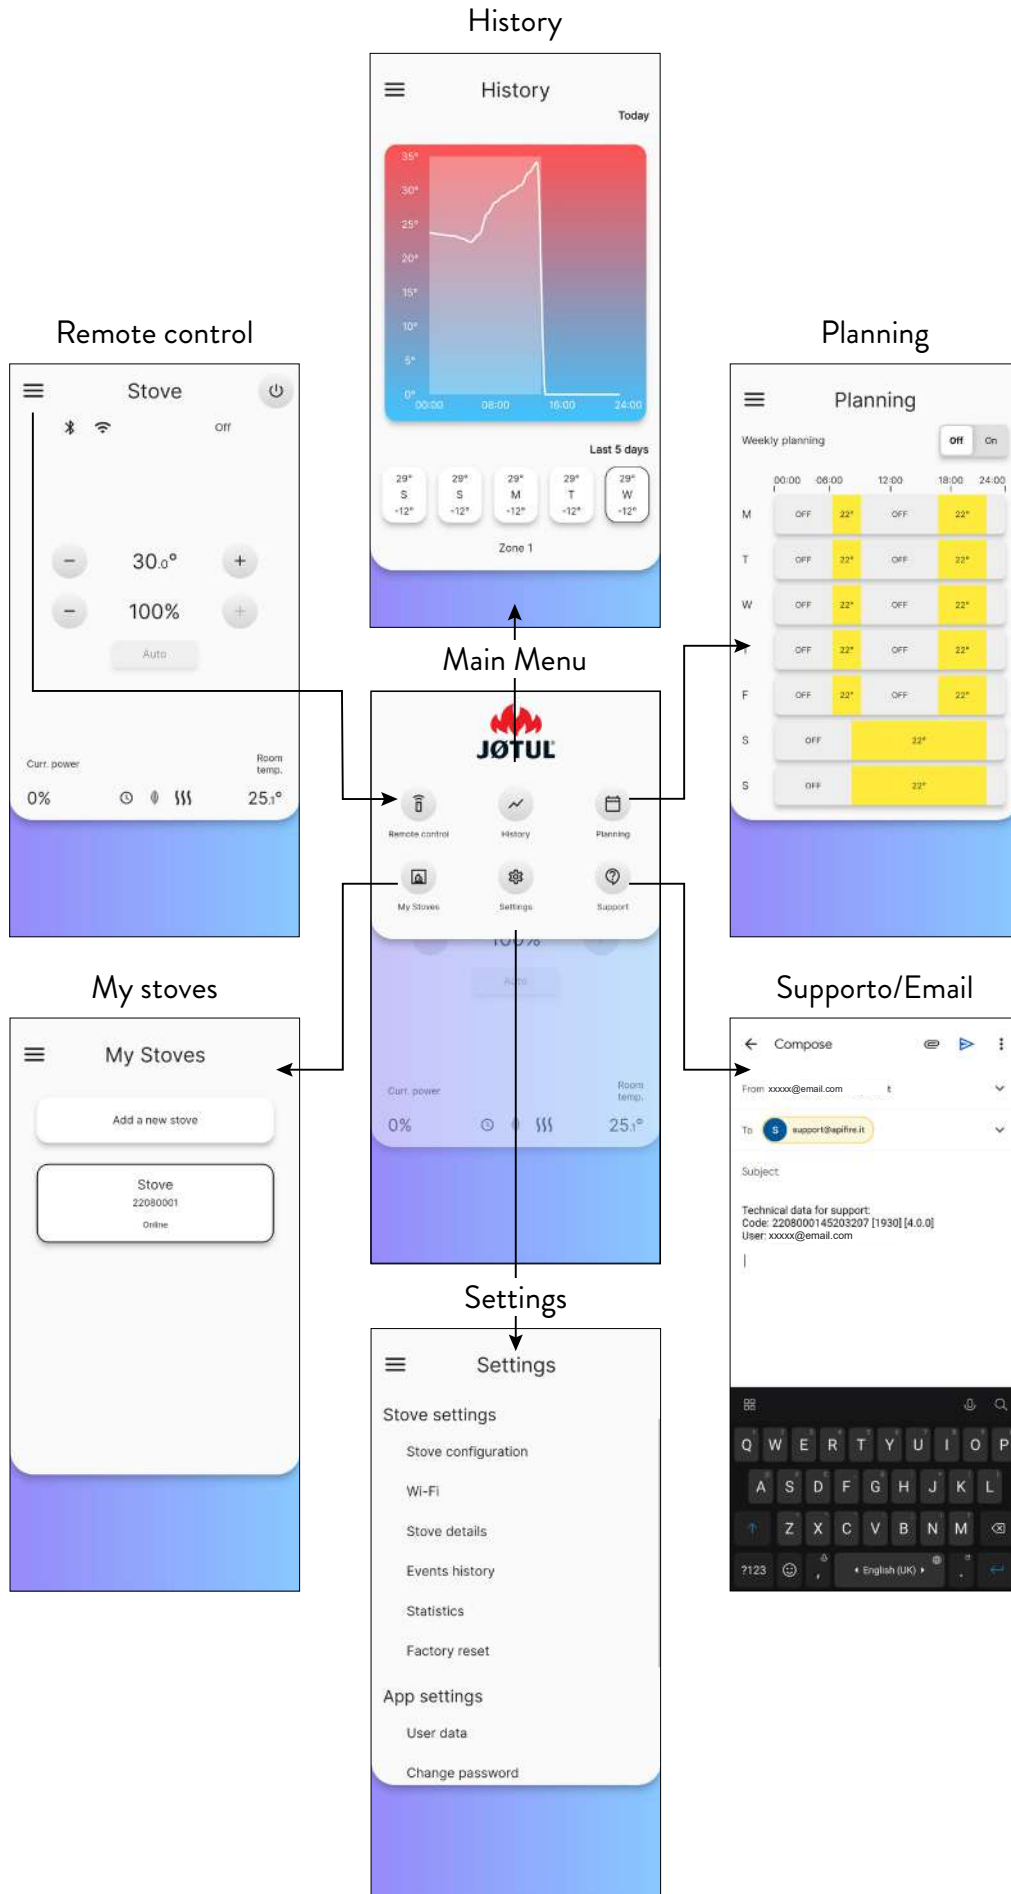 History
History
Today
35°
30°
25°
20°
15°
10°
5°
0°
00:00 08:00 16:00 24:00
Last 5 days
29° 29° 29° 29° 29°
S S M T W
-12° -12° -12° -12° -12°
Zone 1
Remote control
Stove
Off
30.0°
100%
Auto
Curr. power
Room
temp.
0% 25.1°
Planning
Planning
Weekly planning Off On
00:00 06:00 12:00 18:00 24:00
M OFF 22° OFF 22°
T OFF 22° OFF 22°
W OFF 22° OFF 22°
T OFF 22° OFF 22°
F OFF 22° OFF 22°
S OFF 22°
S OFF 22°
Main Menu
JØTUL
Remote control History Planning
My Stoves Settings Support
100%
Auto
Curr. power
Room
temp.
0% 25.1°
My stoves
My Stoves
Add a new stove
Stove
22080001
Online
Supporto/Email
Compose
From xxxxx@email.com t
To S support@apifire.it
Subject
Technical data for support:
Code: 2208000145203207 [1930] [4.0.0]
User: xxxxx@email.com
Q W E R T Y U I O P
A S D F G H J K L
Z X C V B N M
?123 , English (UK) .
Settings
Settings
Stove settings
Stove configuration
Wi-Fi
Stove details
Events history
Statistics
Factory reset
App settings
User data
Change password